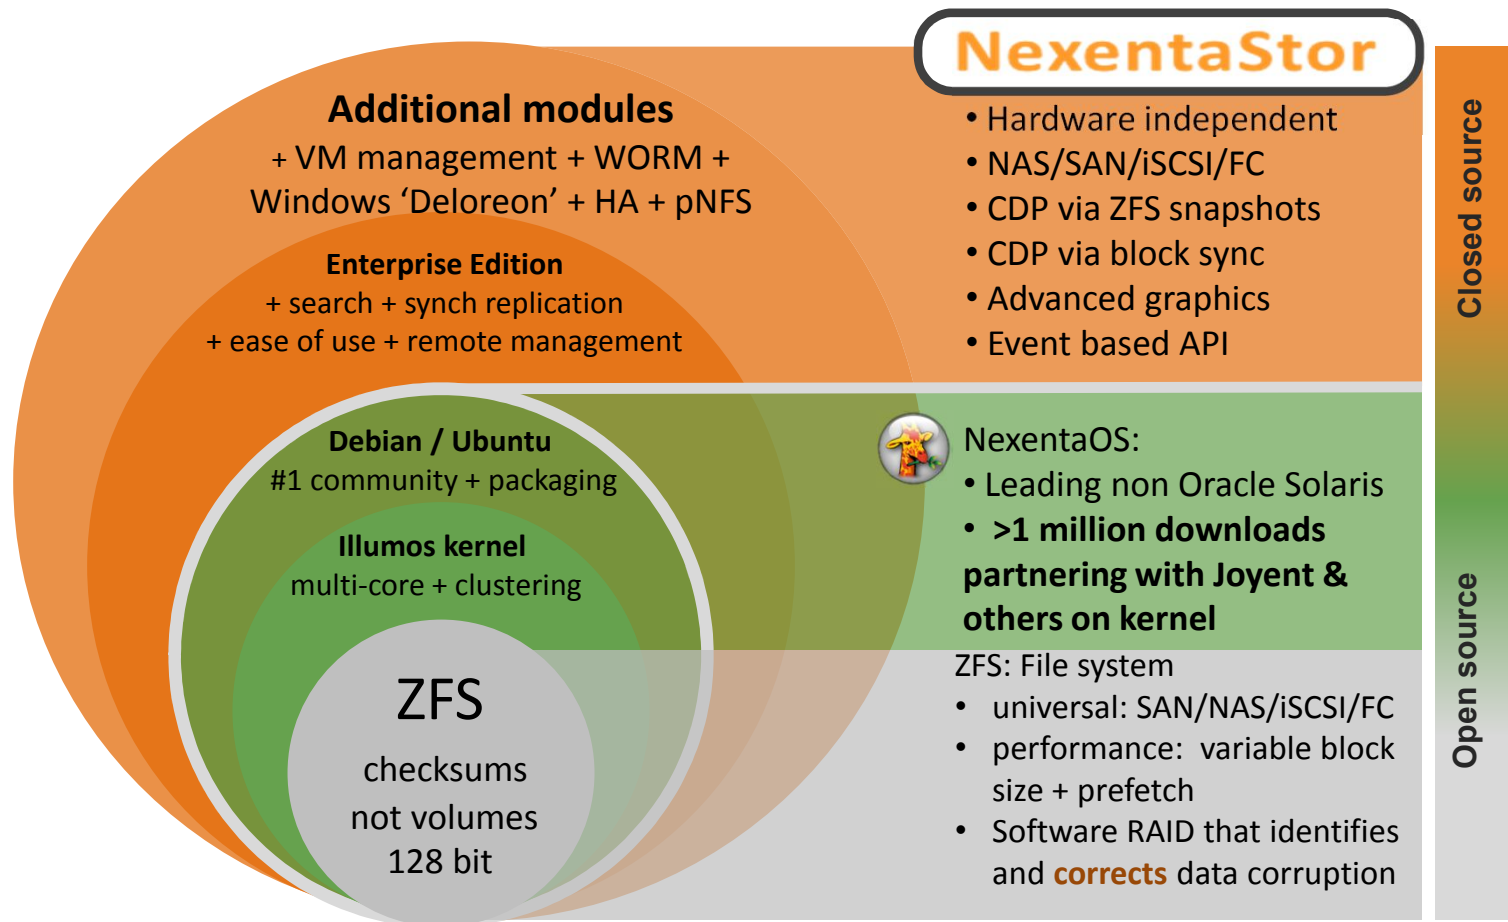 NexentaStor
Additional modules
+ VM management + WORM +
Windows ‘Deloreon’ + HA + pNFS
Enterprise Edition
+ search + synch replication
+ ease of use + remote management
Debian / Ubuntu
#1 community + packaging
Illumos kernel
multi-core + clustering
ZFS
checksums
not volumes
128 bit
• Hardware independent
• NAS/SAN/iSCSI/FC
• CDP via ZFS snapshots
• CDP via block sync
• Advanced graphics
• Event based API
NexentaOS:
• Leading non Oracle Solaris
• >1 million downloads
partnering with Joyent &
others on kernel
ZFS: File system
• universal: SAN/NAS/iSCSI/FC
• performance: variable block
size + prefetch
• Software RAID that identifies
and corrects data corruption
Closed source
Open source